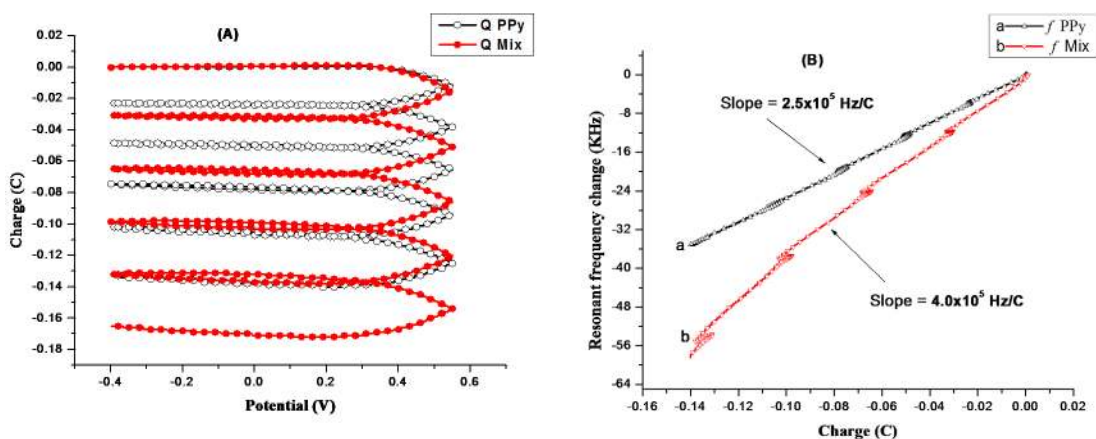 (A)
Q PPy
Q Mix
0.02
0.00
-0.02
-0.04
-0.06
-0.08
-0.10
-0.12
-0.14
-0.16
-0.18
Charge (C)
-0.4 -0.2 0.0 0.2 0.4 0.6
Potential (V)
a f PPy
b f Mix
(B)
0
-8
-16
-24
-32
-40
-48
-56
-64
Resonant frequency change (KHz)
Slope = 2.5x10⁵ Hz/C
a
Slope = 4.0x10⁵ Hz/C
b
-0.16 -0.14 -0.12 -0.10 -0.08 -0.06 -0.04 -0.02 0.00 0.02
Charge (C)